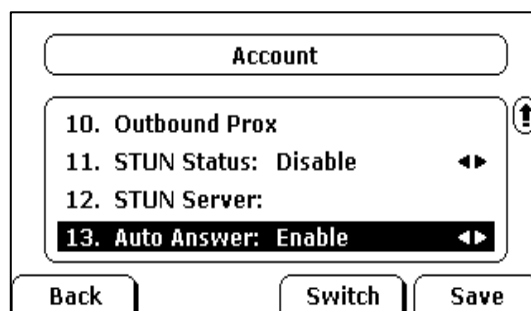 Account
10. Outbound Prox
11. STUN Status: Disable
12. STUN Server:
13. Auto Answer: Enable
Back Switch Save